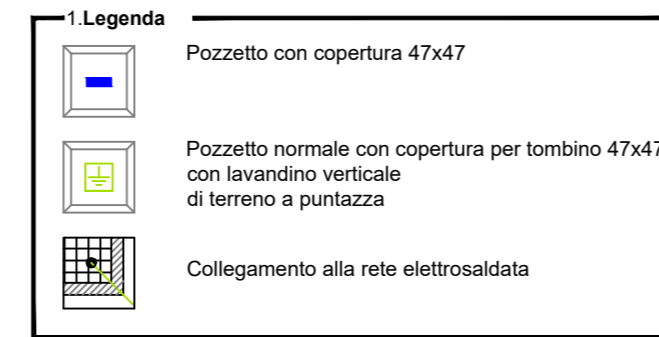 1.Legenda
Pozzetto con copertura 47x47
Pozzetto normale con copertura per tombino 47x47
con lavandino verticale
di terreno a puntazza
Collegamento alla rete elettrosaldata